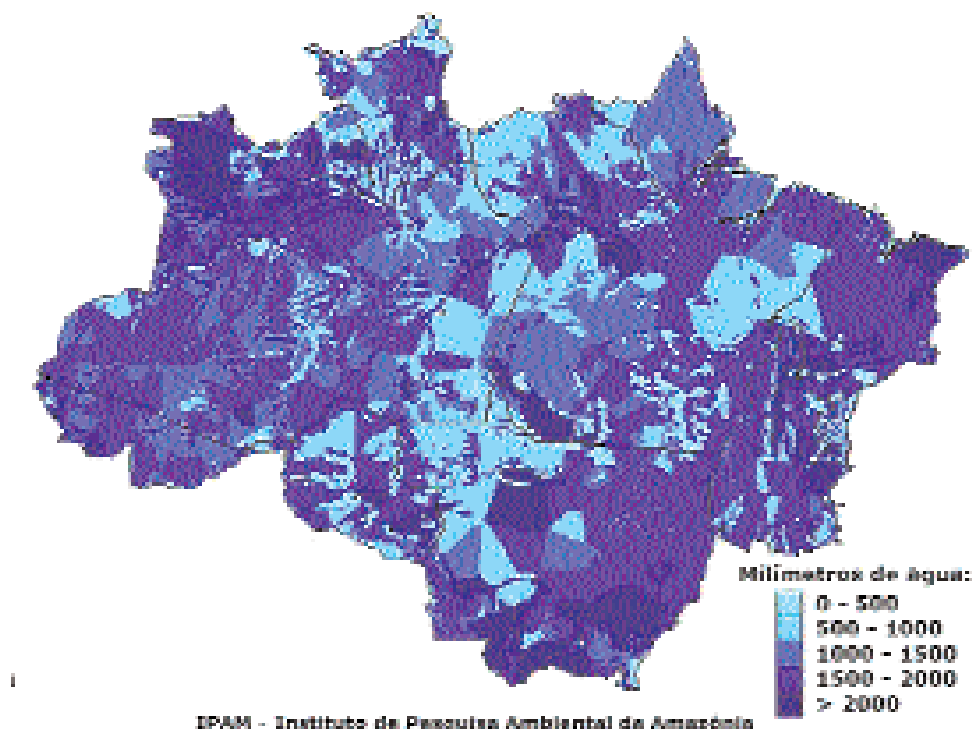 Milímetros de água:
0 - 500
500 - 1000
1000 - 1500
1500 - 2000
> 2000
IPAM - Instituto de Pesquisa Ambiental da Amazônia